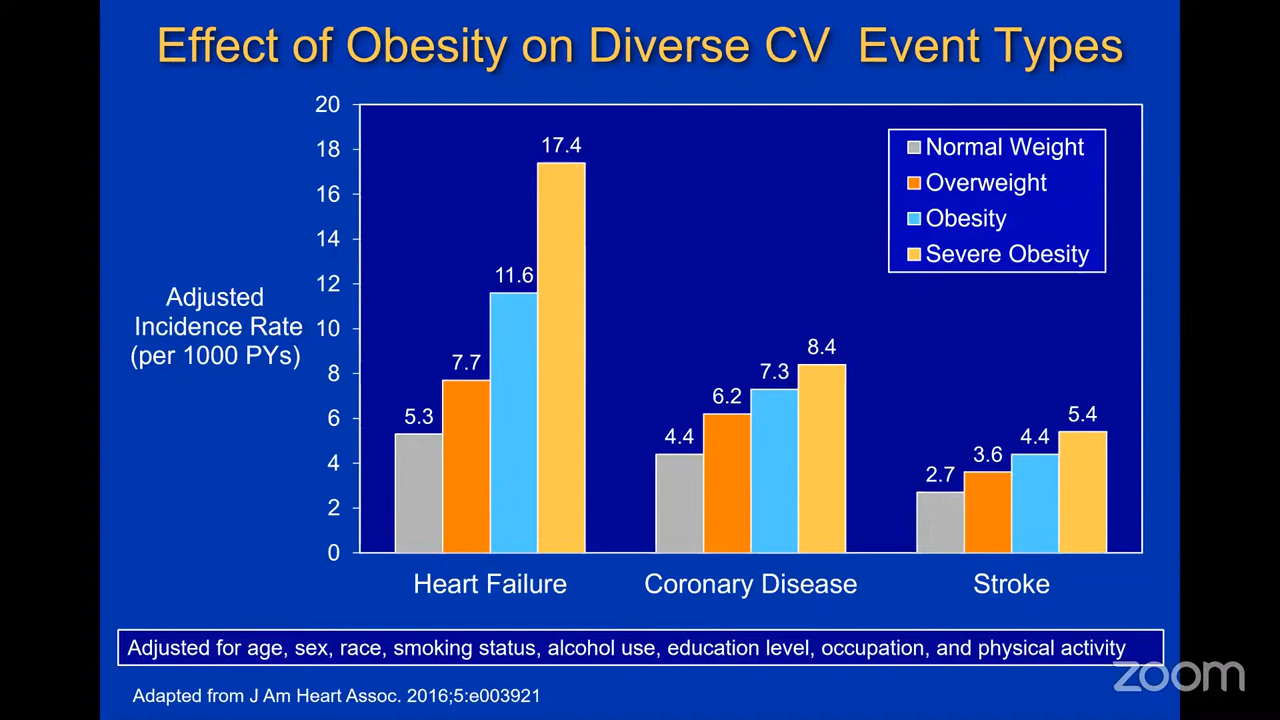 Effect of Obesity on Diverse CV Event Types
20
18
16
14
12
10
8
6
4
2
0
Adjusted
Incidence Rate
(per 1000 PYs)
Normal Weight
Overweight
Obesity
Severe Obesity
5.3
7.7
11.6
17.4
4.4
6.2
7.3
8.4
2.7
3.6
4.4
5.4
Heart Failure
Coronary Disease
Stroke
Adjusted for age, sex, race, smoking status, alcohol use, education level, occupation, and physical activity
zoom
Adapted from J Am Heart Assoc. 2016;5:e003921